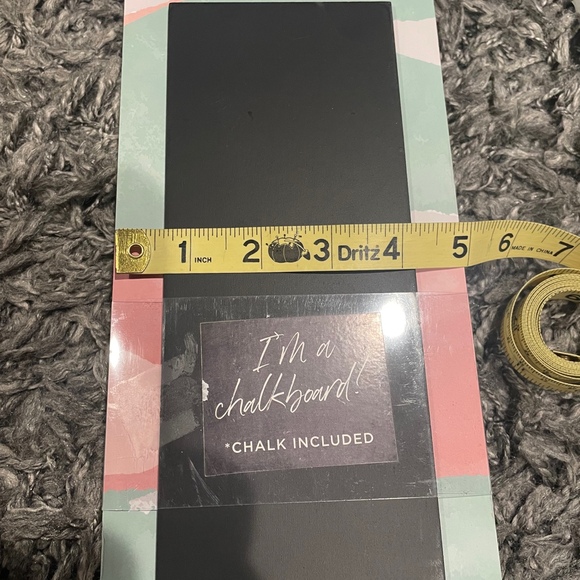 1 INCH 2 3 Dritz 4 5 6 MADE IN CHINA 7
I'm a
chalkboard!
*CHALK INCLUDED